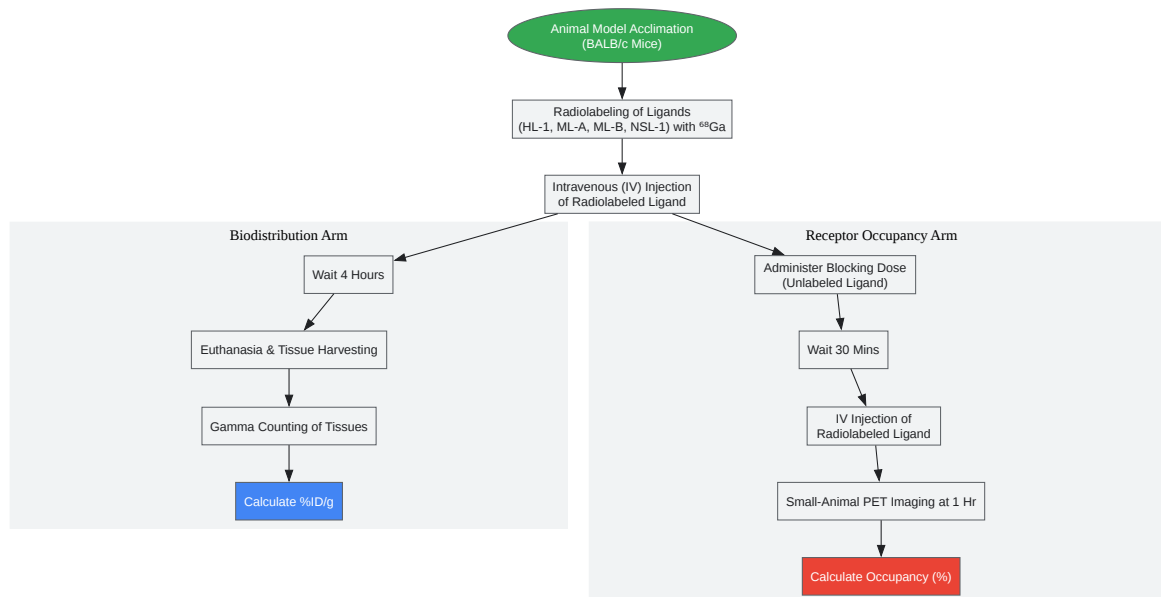 Animal Model Acclimation
(BALB/c Mice)
Radiolabeling of Ligands
(HL-1, ML-A, ML-B, NSL-1) with ⁶⁸Ga
Intravenous (IV) Injection
of Radiolabeled Ligand
Biodistribution Arm
Wait 4 Hours
Euthanasia & Tissue Harvesting
Gamma Counting of Tissues
Calculate %ID/g
Receptor Occupancy Arm
Administer Blocking Dose
(Unlabeled Ligand)
Wait 30 Mins
IV Injection of
Radiolabeled Ligand
Small-Animal PET Imaging at 1 Hr
Calculate Occupancy (%)